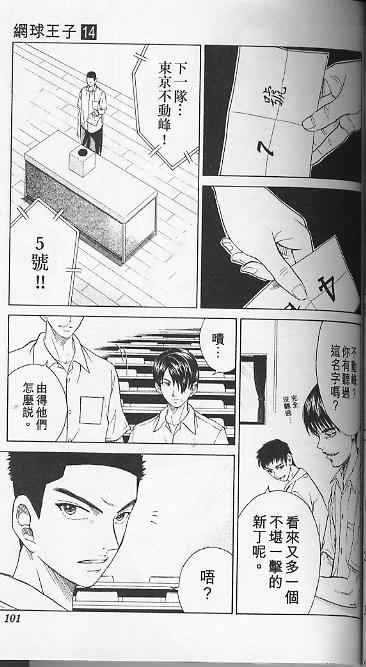 網球王子 14
號
7
4
下一隊…
東京不動峰！
5
號!!
不動峰？
你有聽過
這名字嗎？
完全
沒聽過…
看來又多一個
不堪一擊的
新丁呢。
嘖…
由得他們
怎麼説。
唔？
101